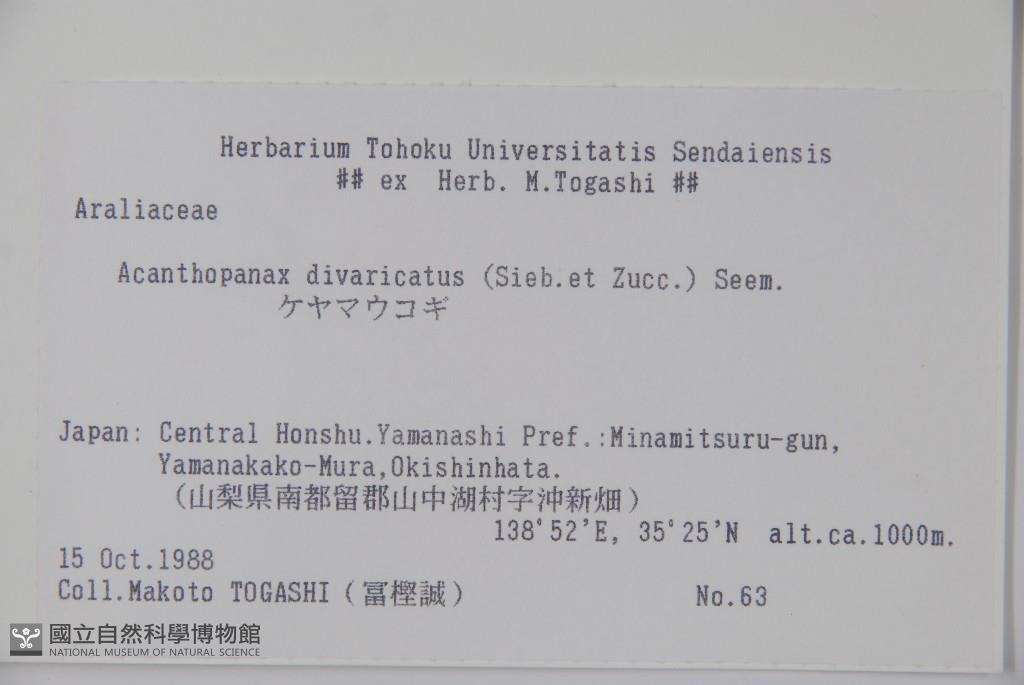 Herbarium Tohoku Universitatis Sendaiensis
## ex Herb. M.Togashi ##
Araliaceae
Acanthopanax divaricatus (Sieb.et Zucc.) Seem.
ケヤマウコギ
Japan: Central Honshu.Yamanashi Pref.:Minamitsuru-gun,
Yamanakako-Mura,Okishinhata.
(山梨県南都留郡山中湖村字沖新畑)
138ﾟ52'E, 35ﾟ25'N alt.ca.1000m.
15 Oct.1988
Coll.Makoto TOGASHI (冨樫誠) No.63
國立自然科學博物館
NATIONAL MUSEUM OF NATURAL SCIENCE